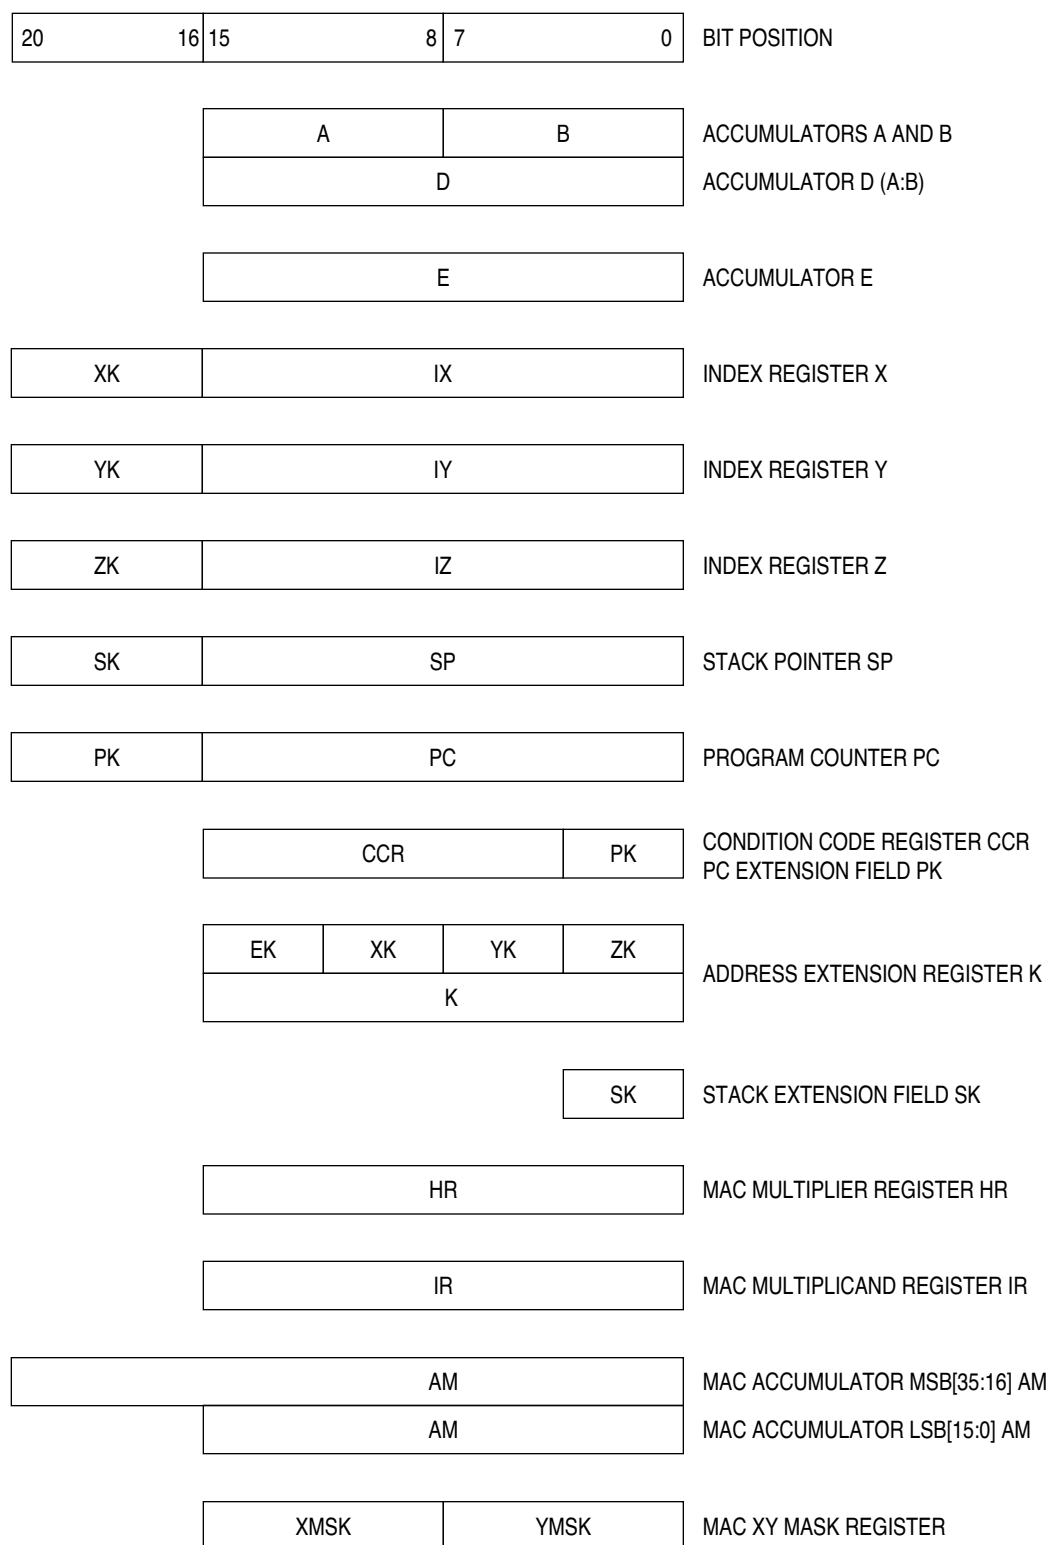 20 16 15 8 7 0 BIT POSITION
A B ACCUMULATORS A AND B
D ACCUMULATOR D (A:B)
E ACCUMULATOR E
XK IX INDEX REGISTER X
YK IY INDEX REGISTER Y
ZK IZ INDEX REGISTER Z
SK SP STACK POINTER SP
PK PC PROGRAM COUNTER PC
CCR PK CONDITION CODE REGISTER CCR
PC EXTENSION FIELD PK
EK XK YK ZK
ADDRESS EXTENSION REGISTER K
K
SK STACK EXTENSION FIELD SK
HR MAC MULTIPLIER REGISTER HR
IR MAC MULTIPLICAND REGISTER IR
AM MAC ACCUMULATOR MSB[35:16] AM
AM MAC ACCUMULATOR LSB[15:0] AM
XMSK YMSK MAC XY MASK REGISTER